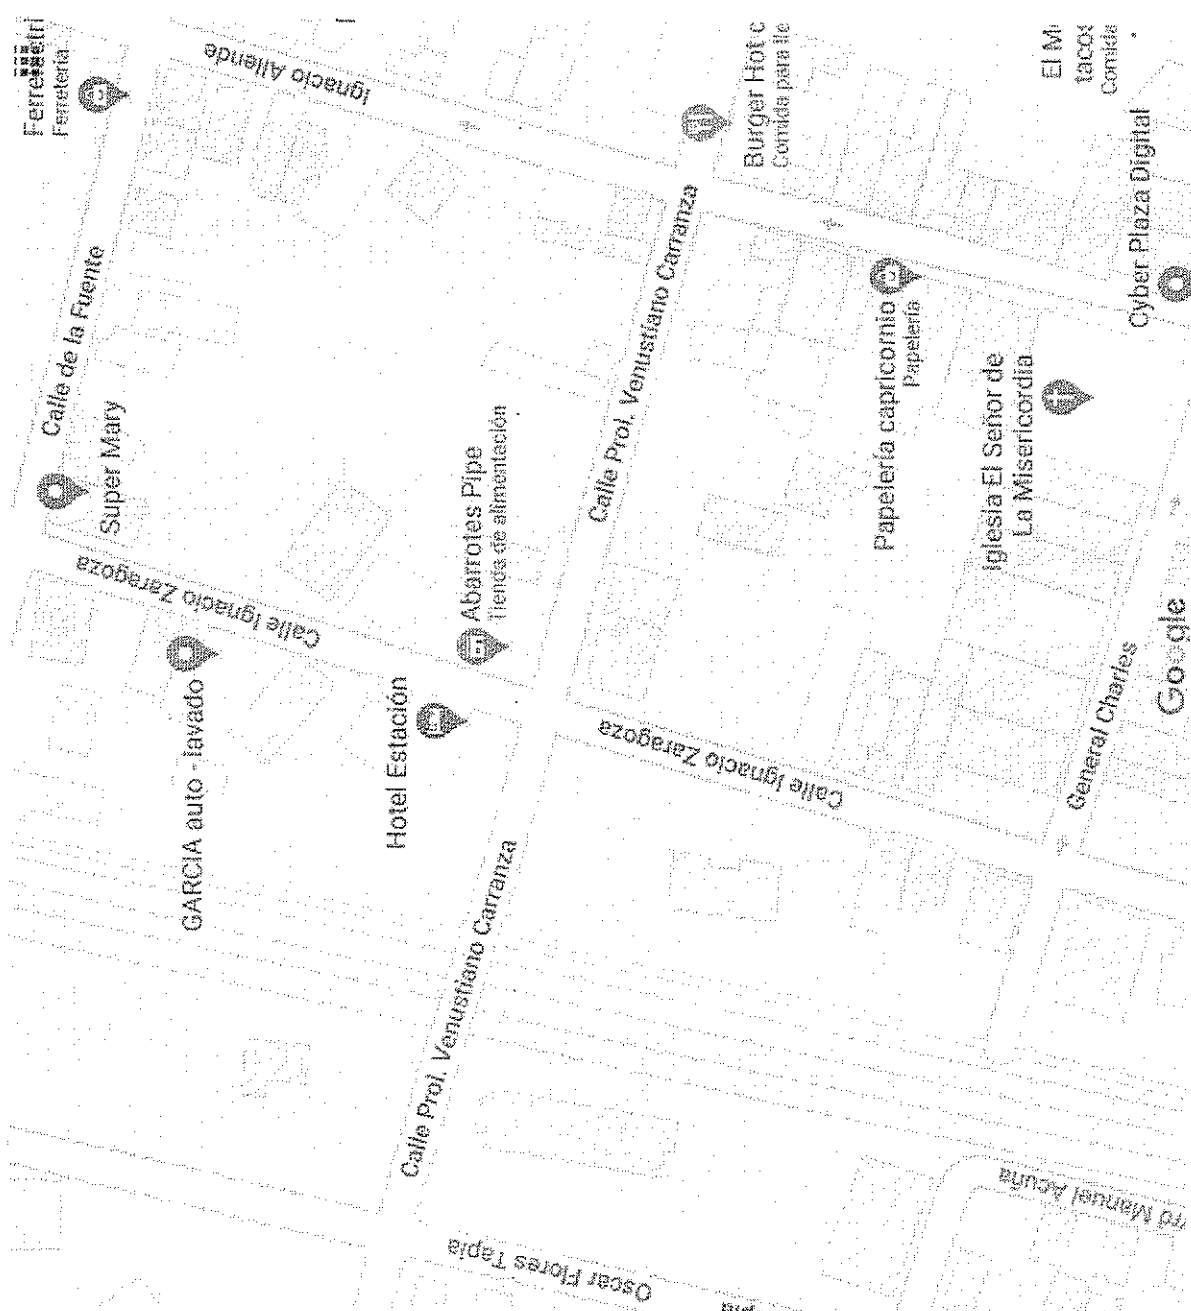 Ferretería
Ignacio Allende
Burger Hot c
Comida para lle
El M
tacos
Comida
Calle de la Fuente
Super Mary
Calle Prol. Venustiano Carranza
Cyber Plaza Digital
Papelería capricornio
Papelería
Iglesia El Señor de
La Misericordia
Abarrotes Pipe
Tienda de alimentación
Calle Ignacio Zaragoza
GARCIA auto - lavado
Hotel Estación
Calle Ignacio Zaragoza
General Charles
Google
Calle Prol. Venustiano Carranza
Manuel Acuña
Oscar Flores Tapia